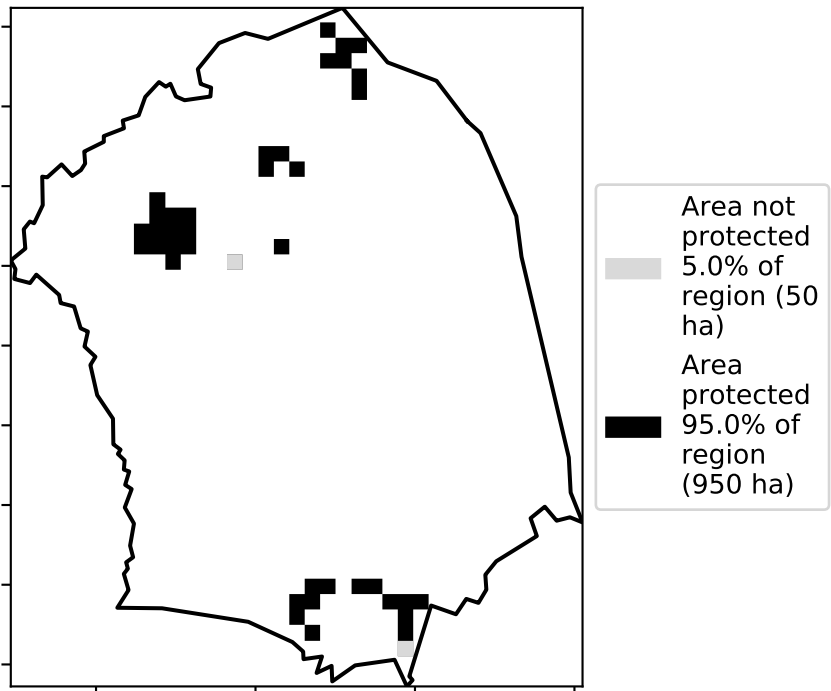 Area not
protected
5.0% of
region (50
ha)
Area
protected
95.0% of
region
(950 ha)